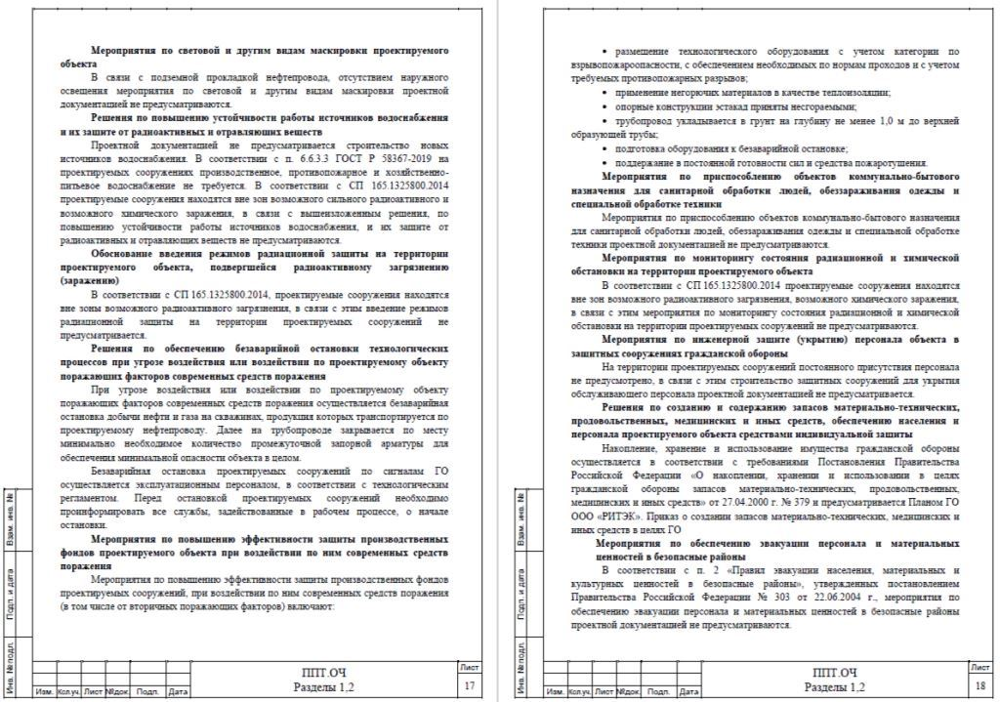 Мероприятия по световой и другим видам маскировки проектируемого
объекта
В связи с подземной прокладкой нефтепровода, отсутствием наружного
освещения мероприятия по световой и другим видам маскировки проектной
документацией не предусматриваются.
Решения по повышению устойчивости работы источников водоснабжения
и их защите от радиоактивных и отравляющих веществ
Проектной документацией не предусматривается строительство новых
источников водоснабжения. В соответствии с п. 6.6.3.3 ГОСТ Р 58367-2019 на
проектируемых сооружениях производственное, противопожарное и хозяйственно-
питьевое водоснабжение не требуется. В соответствии с СП 165.1325800.2014
проектируемые сооружения находятся вне зон возможного сильного радиоактивного и
возможного химического заражения, в связи с вышеизложенным решения, по
повышению устойчивости работы источников водоснабжения, и их защите от
радиоактивных и отравляющих веществ не предусматриваются.
Обоснование введения режимов радиационной защиты на территории
проектируемого объекта, подвергшейся радиоактивному загрязнению
(заражению)
В соответствии с СП 165.1325800.2014, проектируемые сооружения находятся
вне зоны возможного радиоактивного загрязнения, в связи с этим введение режимов
радиационной защиты на территории проектируемых сооружений не
предусматривается.
Решения по обеспечению безаварийной остановки технологических
процессов при угрозе воздействия или воздействии по проектируемому объекту
поражающих факторов современных средств поражения
При угрозе воздействия или воздействии по проектируемому объекту
поражающих факторов современных средств поражения осуществляется безаварийная
остановка добычи нефти и газа на скважинах, продукция которых транспортируется по
проектируемому нефтепроводу. Далее на трубопроводе закрывается по месту
минимально необходимое количество промежуточной запорной арматуры для
обеспечения минимальной опасности объекта в целом.
Безаварийная остановка проектируемых сооружений по сигналам ГО
осуществляется эксплуатационным персоналом, в соответствии с технологическим
регламентом. Перед остановкой проектируемых сооружений необходимо
проинформировать все службы, задействованные в рабочем процессе, о начале
остановки.
Мероприятия по повышению эффективности защиты производственных
фондов проектируемого объекта при воздействии по ним современных средств
поражения
Мероприятия по повышению эффективности защиты производственных фондов
проектируемых сооружений, при воздействии по ним современных средств поражения
(в том числе от вторичных поражающих факторов) включают:
Взам. инв. №
Подп. и дата
Инв. № подл.
Изм. Кол.уч. Лист №док. Подп. Дата
ППТ.ОЧ
Разделы 1,2
Лист
17
• размещение технологического оборудования с учетом категории по
взрывопожароопасности, с обеспечением необходимых по нормам проходов и с учетом
требуемых противопожарных разрывов;
• применение негорючих материалов в качестве теплоизоляции;
• опорные конструкции эстакад приняты несгораемыми;
• трубопровод укладывается в грунт на глубину не менее 1,0 м до верхней
образующей трубы;
• подготовка оборудования к безаварийной остановке;
• поддержание в постоянной готовности сил и средства пожаротушения.
Мероприятия по приспособлению объектов коммунально-бытового
назначения для санитарной обработки людей, обеззараживания одежды и
специальной обработке техники
Мероприятия по приспособлению объектов коммунально-бытового назначения
для санитарной обработки людей, обеззараживания одежды и специальной обработке
техники проектной документацией не предусматриваются.
Мероприятия по мониторингу состояния радиационной и химической
обстановки на территории проектируемого объекта
В соответствии с СП 165.1325800.2014 проектируемые сооружения находятся
вне зон возможного радиоактивного загрязнения, возможного химического заражения,
в связи с этим мероприятия по мониторингу состояния радиационной и химической
обстановки на территории проектируемых сооружений не предусматриваются.
Мероприятия по инженерной защите (укрытию) персонала объекта в
защитных сооружениях гражданской обороны
На территории проектируемых сооружений постоянного присутствия персонала
не предусмотрено, в связи с этим строительство защитных сооружений для укрытия
обслуживающего персонала проектной документацией не предусматривается.
Решения по созданию и содержанию запасов материально-технических,
продовольственных, медицинских и иных средств, обеспечению населения и
персонала проектируемого объекта средствами индивидуальной защиты
Накопление, хранение и использование имущества гражданской обороны
осуществляется в соответствии с требованиями Постановления Правительства
Российской Федерации «О накоплении, хранении и использовании в целях
гражданской обороны запасов материально-технических, продовольственных,
медицинских и иных средств» от 27.04.2000 г. № 379 и предусматривается Планом ГО
ООО «РИТЭК». Приказ о создании запасов материально-технических, медицинских и
иных средств в целях ГО
Мероприятия по обеспечению эвакуации персонала и материальных
ценностей в безопасные районы
В соответствии с п. 2 «Правил эвакуации населения, материальных и
культурных ценностей в безопасные районы», утвержденных постановлением
Правительства Российской Федерации № 303 от 22.06.2004 г., мероприятия по
обеспечению эвакуации персонала и материальных ценностей в безопасные районы
проектной документацией не предусматриваются.
Взам. инв. №
Подп. и дата
Инв. № подл.
Изм. Кол.уч. Лист №док. Подп. Дата
ППТ.ОЧ
Разделы 1,2
Лист
18